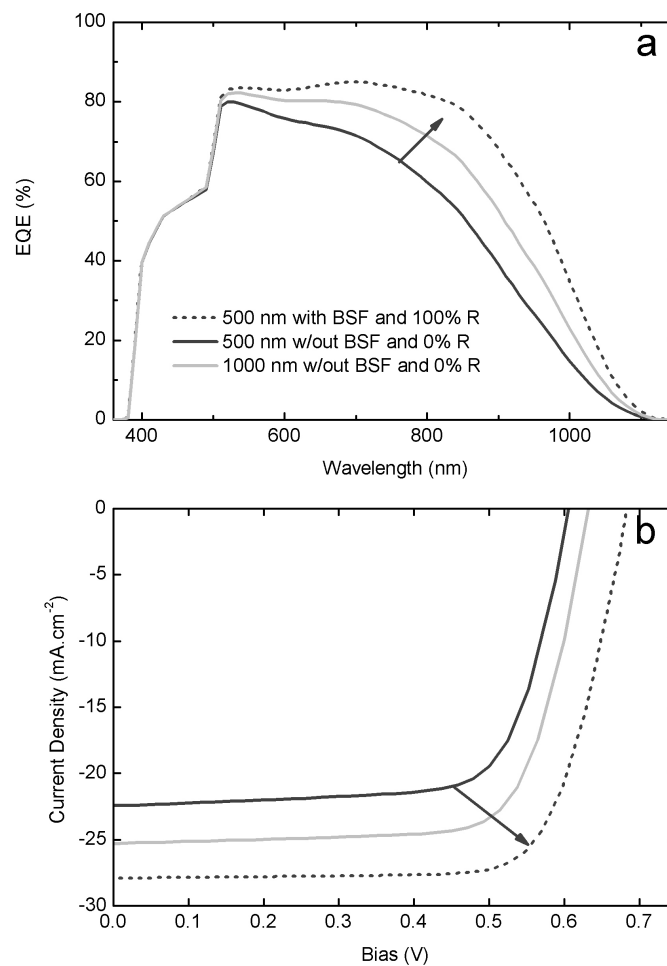 a
100
80
60
40
20
0
EQE (%)
500 nm with BSF and 100% R
500 nm w/out BSF and 0% R
1000 nm w/out BSF and 0% R
400 600 800 1000
Wavelength (nm)
b
0
-5
-10
-15
-20
-25
-30
Current Density (mA.cm⁻²)
0.0 0.1 0.2 0.3 0.4 0.5 0.6 0.7
Bias (V)